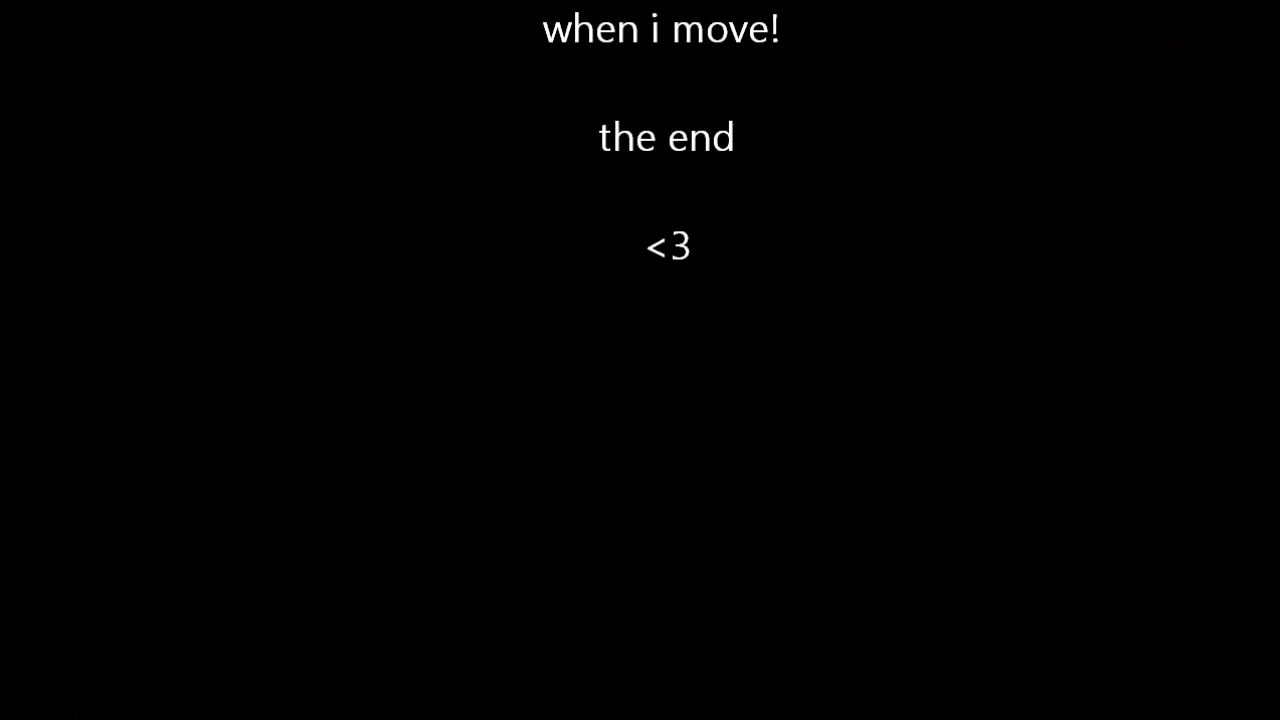 when i move!
the end
<3